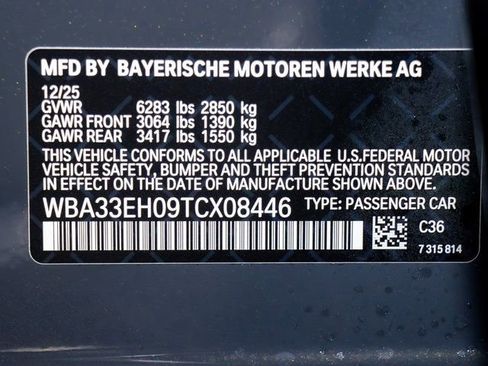 MFD BY BAYERISCHE MOTOREN WERKE AG
12/25
GVWR 6283 lbs 2850 kg
GAWR FRONT 3064 lbs 1390 kg
GAWR REAR 3417 lbs 1550 kg
THIS VEHICLE CONFORMS TO ALL APPLICABLE U.S.FEDERAL MOTOR
VEHICLE SAFETY, BUMPER AND THEFT PREVENTION STANDARDS
IN EFFECT ON THE DATE OF MANUFACTURE SHOWN ABOVE.
WBA33EH09TCX08446 TYPE: PASSENGER CAR
C36
7 315 814